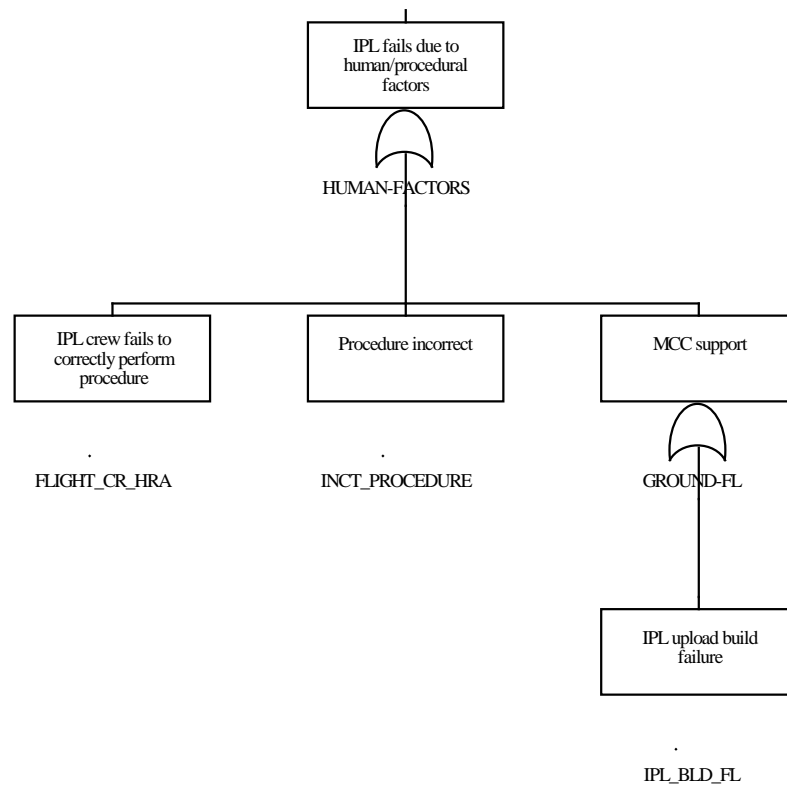 IPL fails due to
human/procedural
factors
HUMAN-FACTORS
IPL crew fails to
correctly perform
procedure
Procedure incorrect
MCC support
FLIGHT_CR_HRA
INCT_PROCEDURE
GROUND-FL
IPL upload build
failure
IPL_BLD_FL